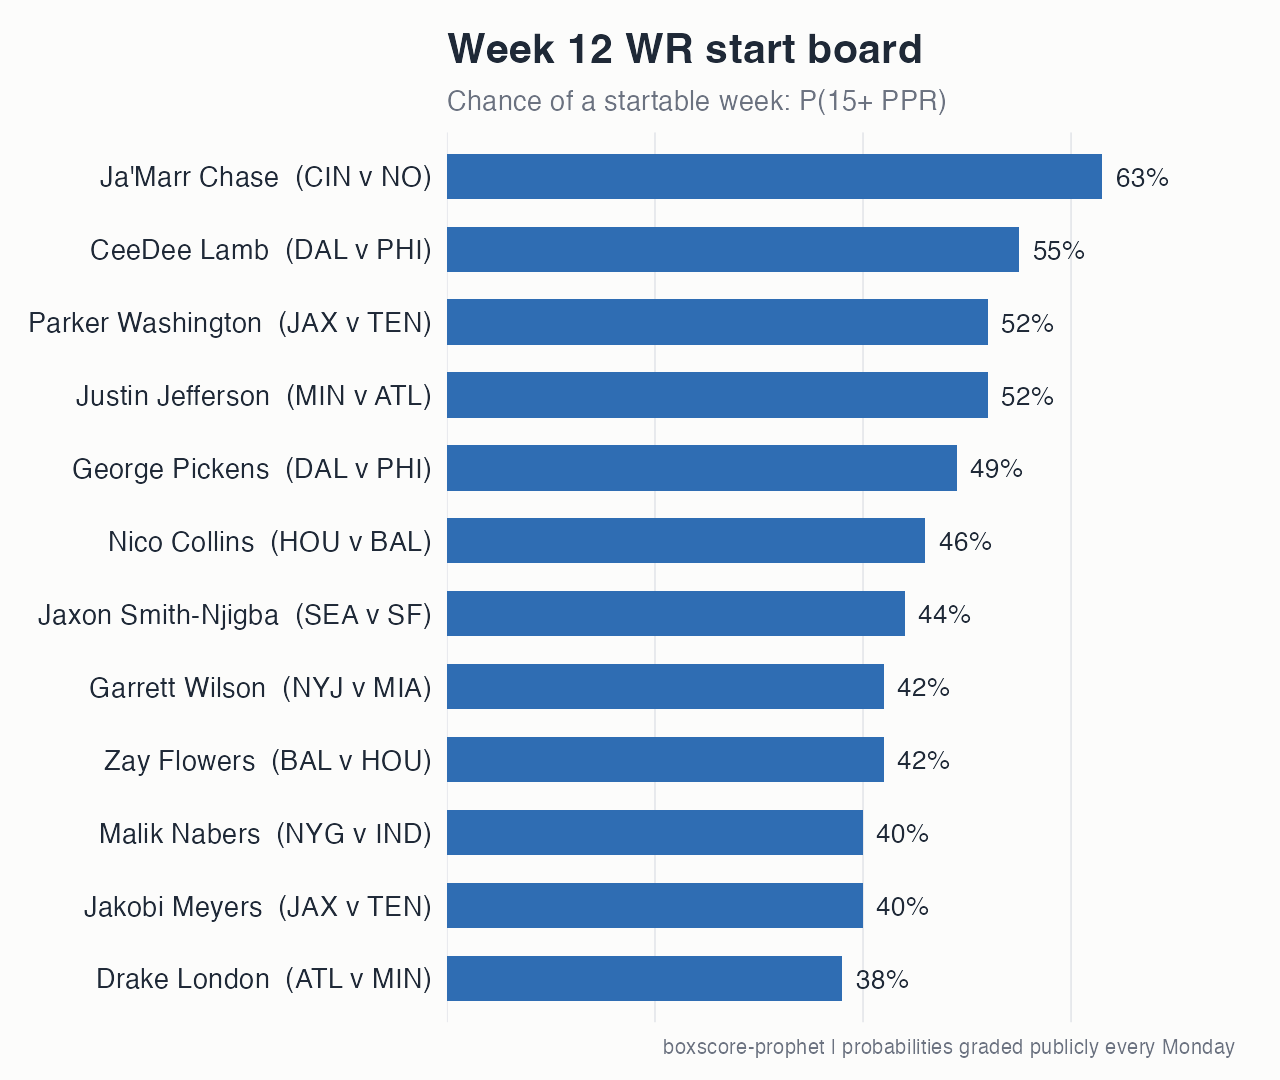 Week 12 WR start board
Chance of a startable week: P(15+ PPR)
Ja'Marr Chase (CIN v NO) 63%
CeeDee Lamb (DAL v PHI) 55%
Parker Washington (JAX v TEN) 52%
Justin Jefferson (MIN v ATL) 52%
George Pickens (DAL v PHI) 49%
Nico Collins (HOU v BAL) 46%
Jaxon Smith-Njigba (SEA v SF) 44%
Garrett Wilson (NYJ v MIA) 42%
Zay Flowers (BAL v HOU) 42%
Malik Nabers (NYG v IND) 40%
Jakobi Meyers (JAX v TEN) 40%
Drake London (ATL v MIN) 38%
boxscore-prophet | probabilities graded publicly every Monday